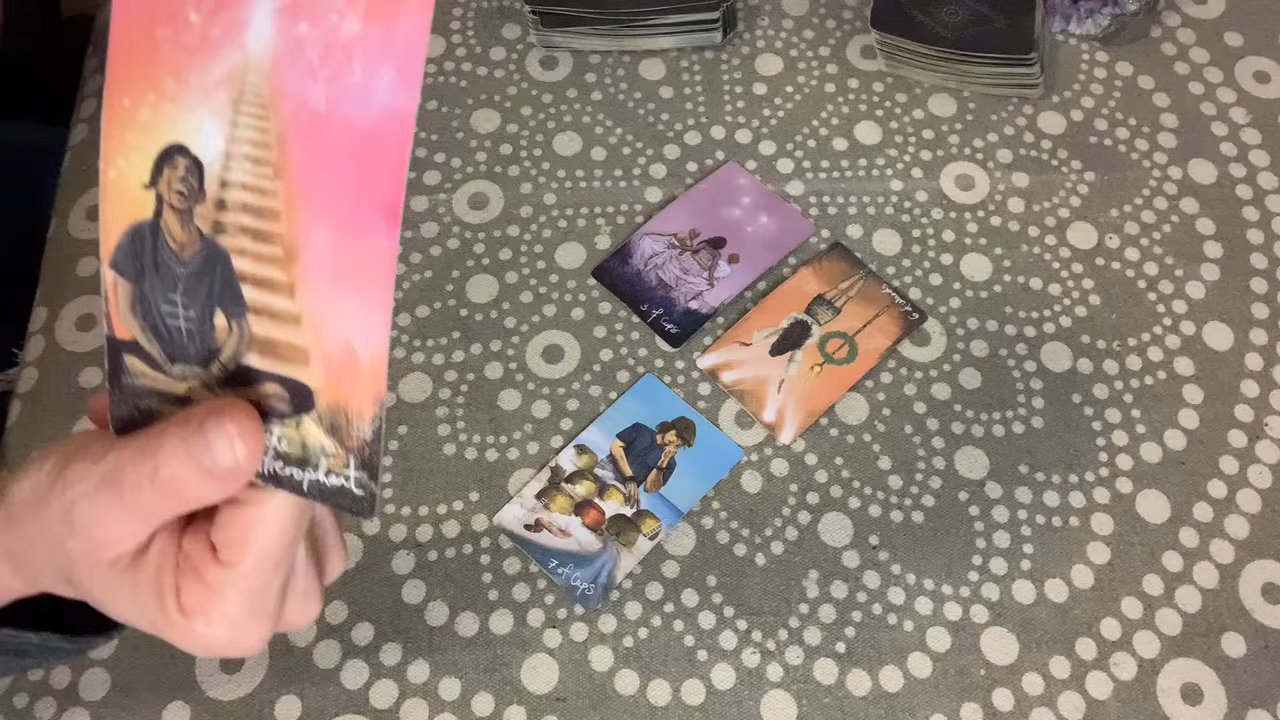 The
Hierophant
3 of Cups
6 of Wands
7 of Cups